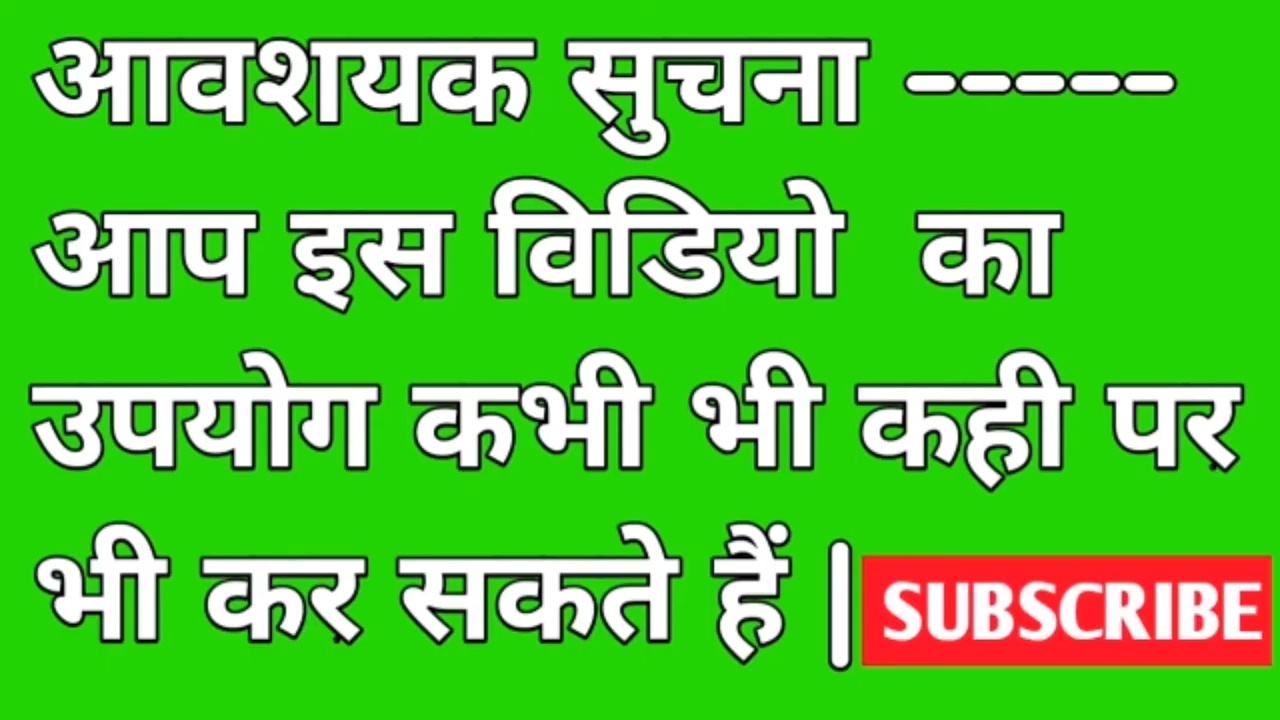 आवशयक सुचना -----
आप इस विडियो का
उपयोग कभी भी कही पर
भी कर सकते हैं | SUBSCRIBE